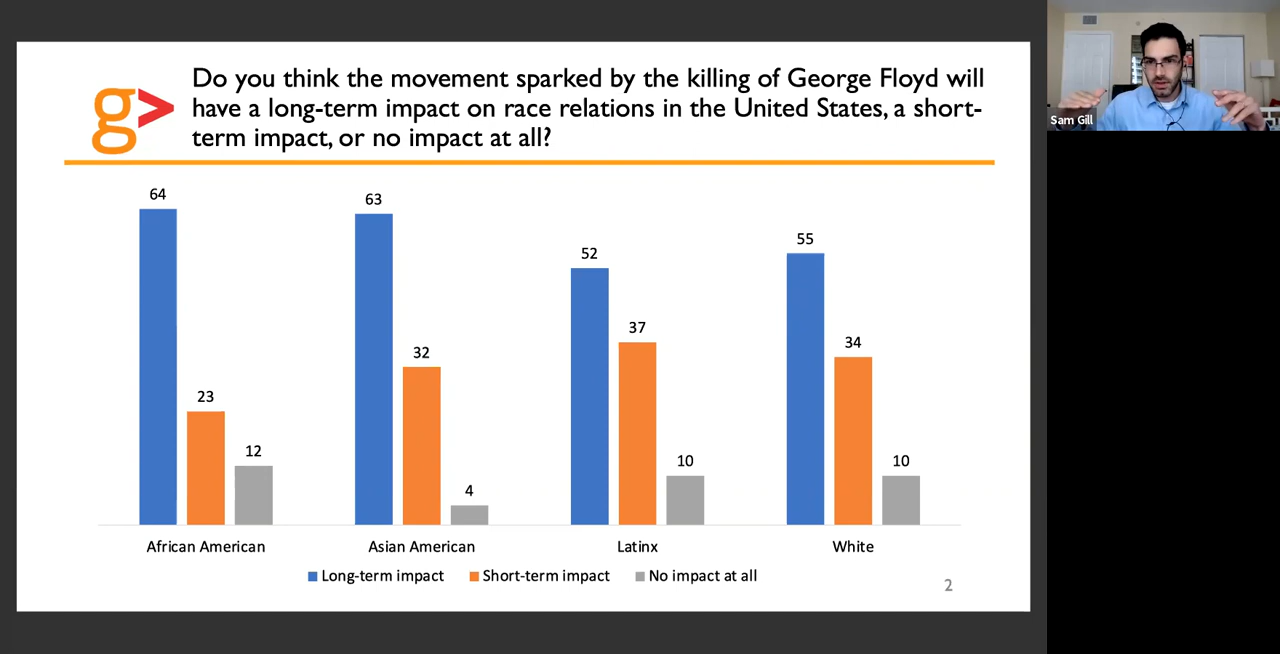 g>
Do you think the movement sparked by the killing of George Floyd will
have a long-term impact on race relations in the United States, a short-
term impact, or no impact at all?
Sam Gill
64
23
12
63
32
4
52
37
10
55
34
10
African American
Asian American
Latinx
White
Long-term impact
Short-term impact
No impact at all
2